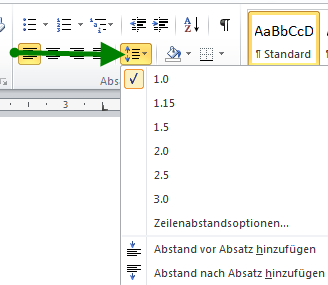 AaBbCcD
¶ Standard
Abs
3
1.0
1.15
1.5
2.0
2.5
3.0
Zeilenabstandsoptionen...
Abstand vor Absatz hinzufügen
Abstand nach Absatz hinzufügen